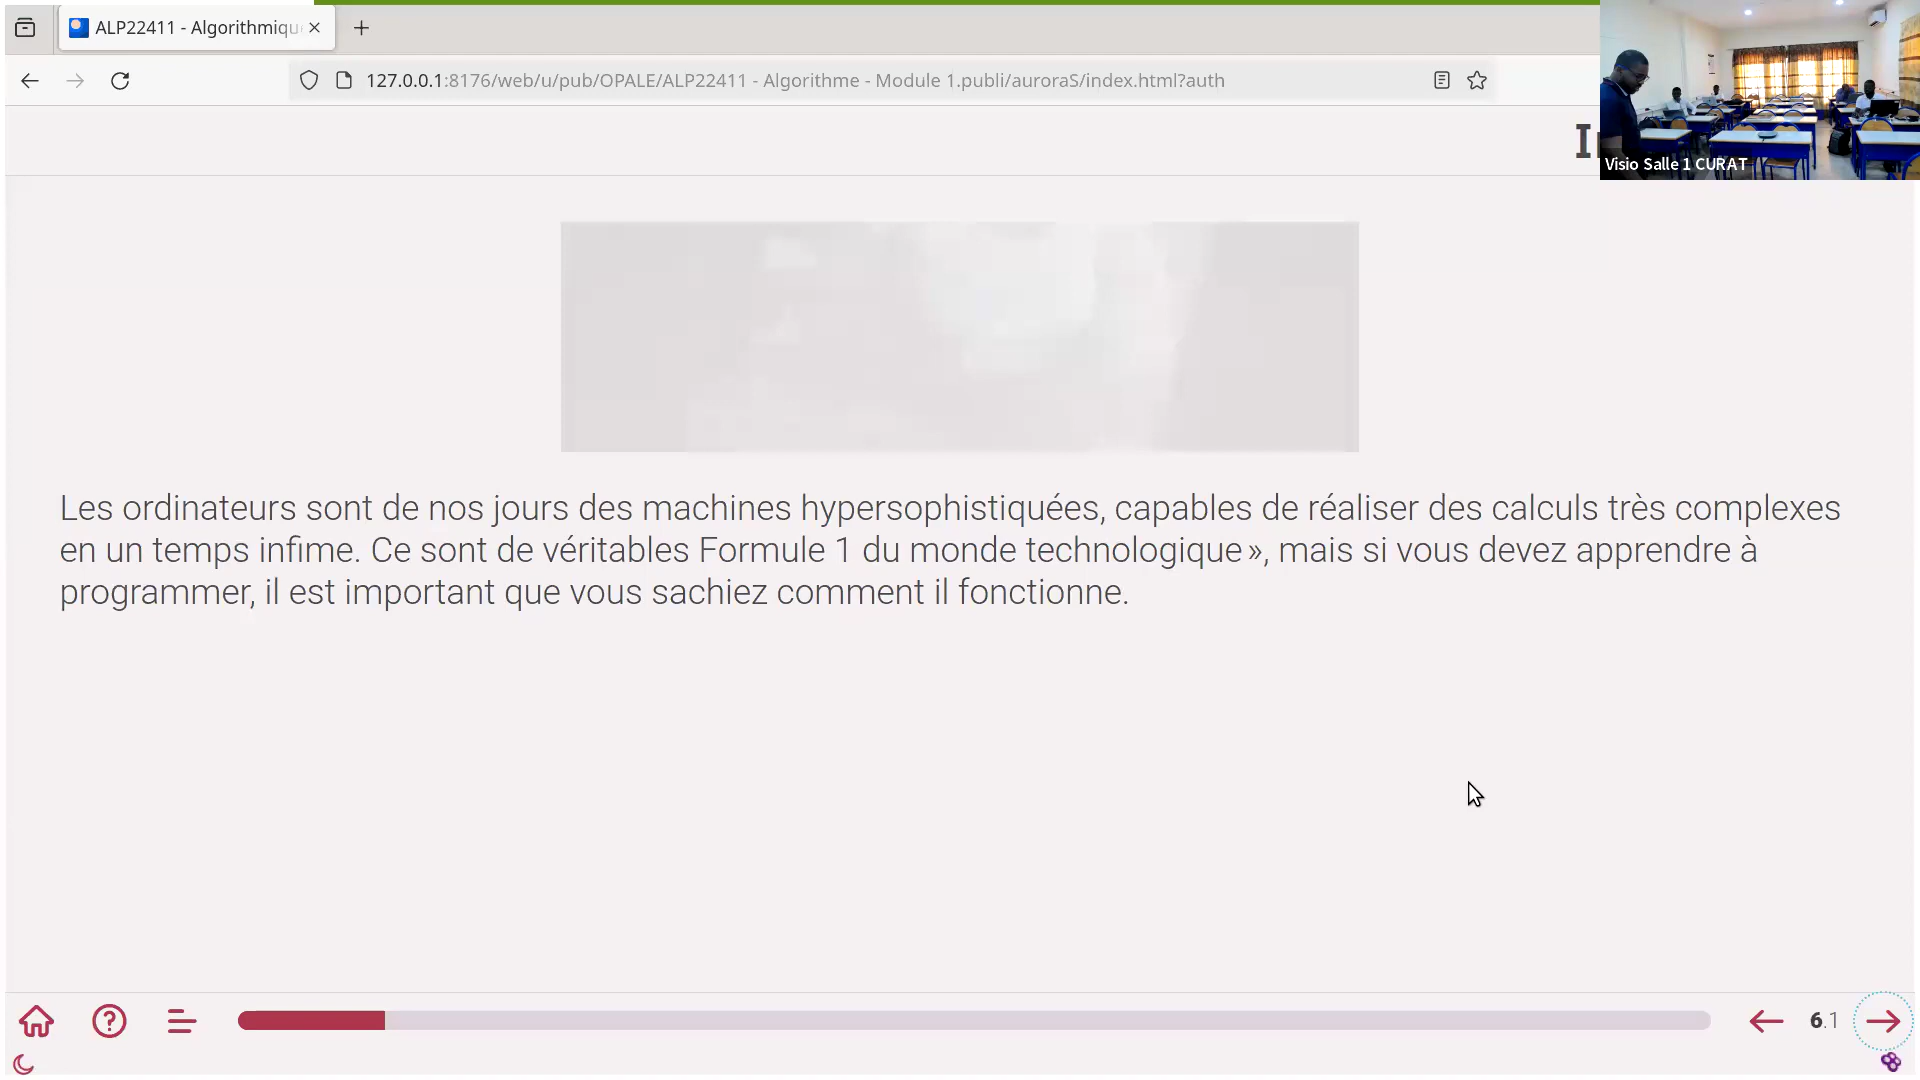 ALP22411 - Algorithmiqu
127.0.0.1:8176/web/u/pub/OPALE/ALP22411 - Algorithme - Module 1.publi/auroraS/index.html?auth
Visio Salle 1 CURAT
Les ordinateurs sont de nos jours des machines hypersophistiquées, capables de réaliser des calculs très complexes
en un temps infime. Ce sont de véritables Formule 1 du monde technologique », mais si vous devez apprendre à
programmer, il est important que vous sachiez comment il fonctionne.
6.1